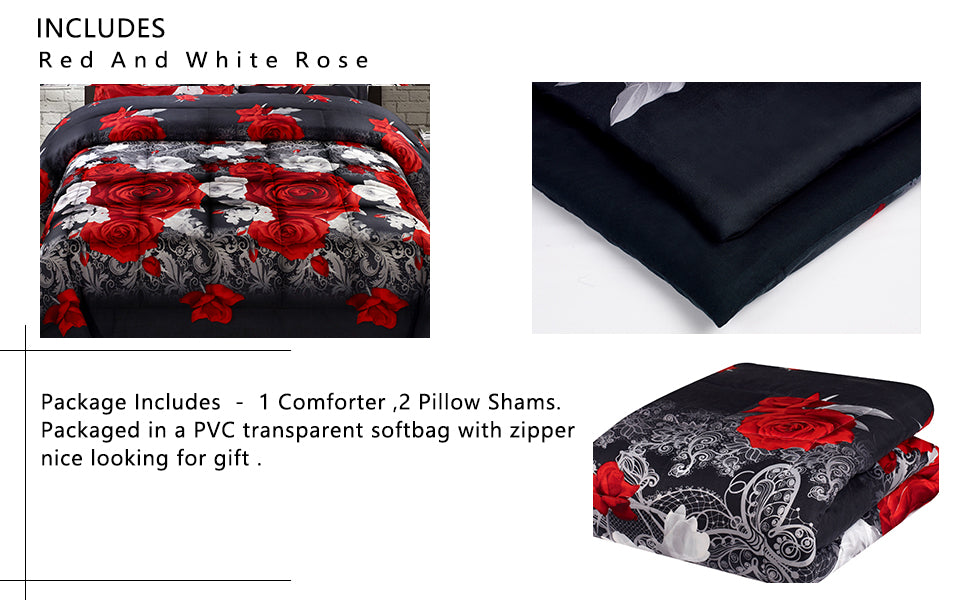 INCLUDES
Red And White Rose
Package Includes - 1 Comforter ,2 Pillow Shams.
Packaged in a PVC transparent softbag with zipper
nice looking for gift .